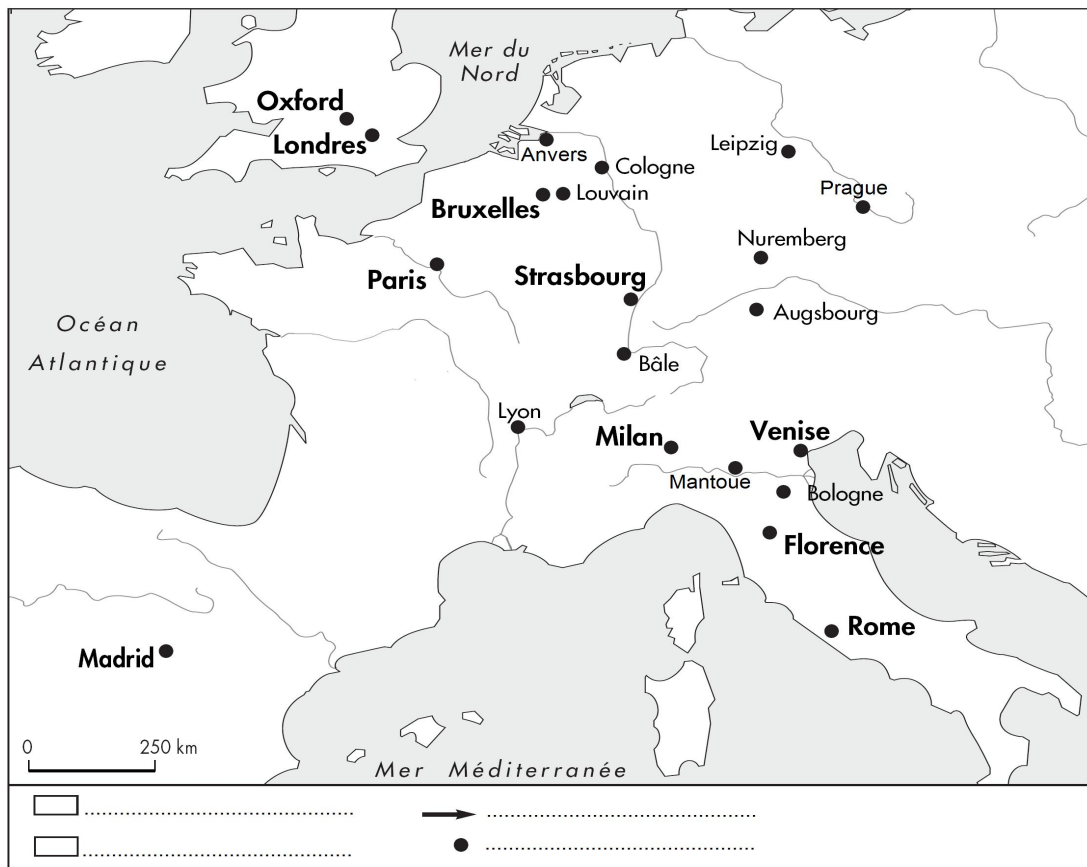 Mer du
Nord
Oxford
Londres
Anvers
Cologne
Leipzig
Prague
Bruxelles
Louvain
Nuremberg
Paris
Strasbourg
Augsbourg
Océan
Atlantique
Bâle
Lyon
Milan
Venise
Mantoue
Bologne
Florence
Rome
Madrid
0 250 km
Mer Méditerranée